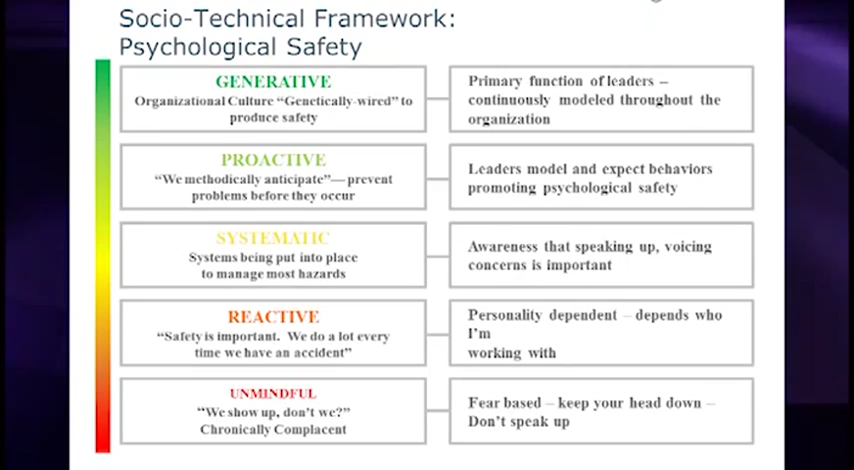 Socio-Technical Framework:
Psychological Safety
GENERATIVE
Organizational Culture “Genetically-wired” to
produce safety
Primary function of leaders –
continuously modeled throughout the
organization
PROACTIVE
“We methodically anticipate”— prevent
problems before they occur
Leaders model and expect behaviors
promoting psychological safety
SYSTEMATIC
Systems being put into place
to manage most hazards
Awareness that speaking up, voicing
concerns is important
REACTIVE
“Safety is important. We do a lot every
time we have an accident”
Personality dependent – depends who
I’m
working with
UNMINDFUL
“We show up, don’t we?”
Chronically Complacent
Fear based – keep your head down –
Don’t speak up